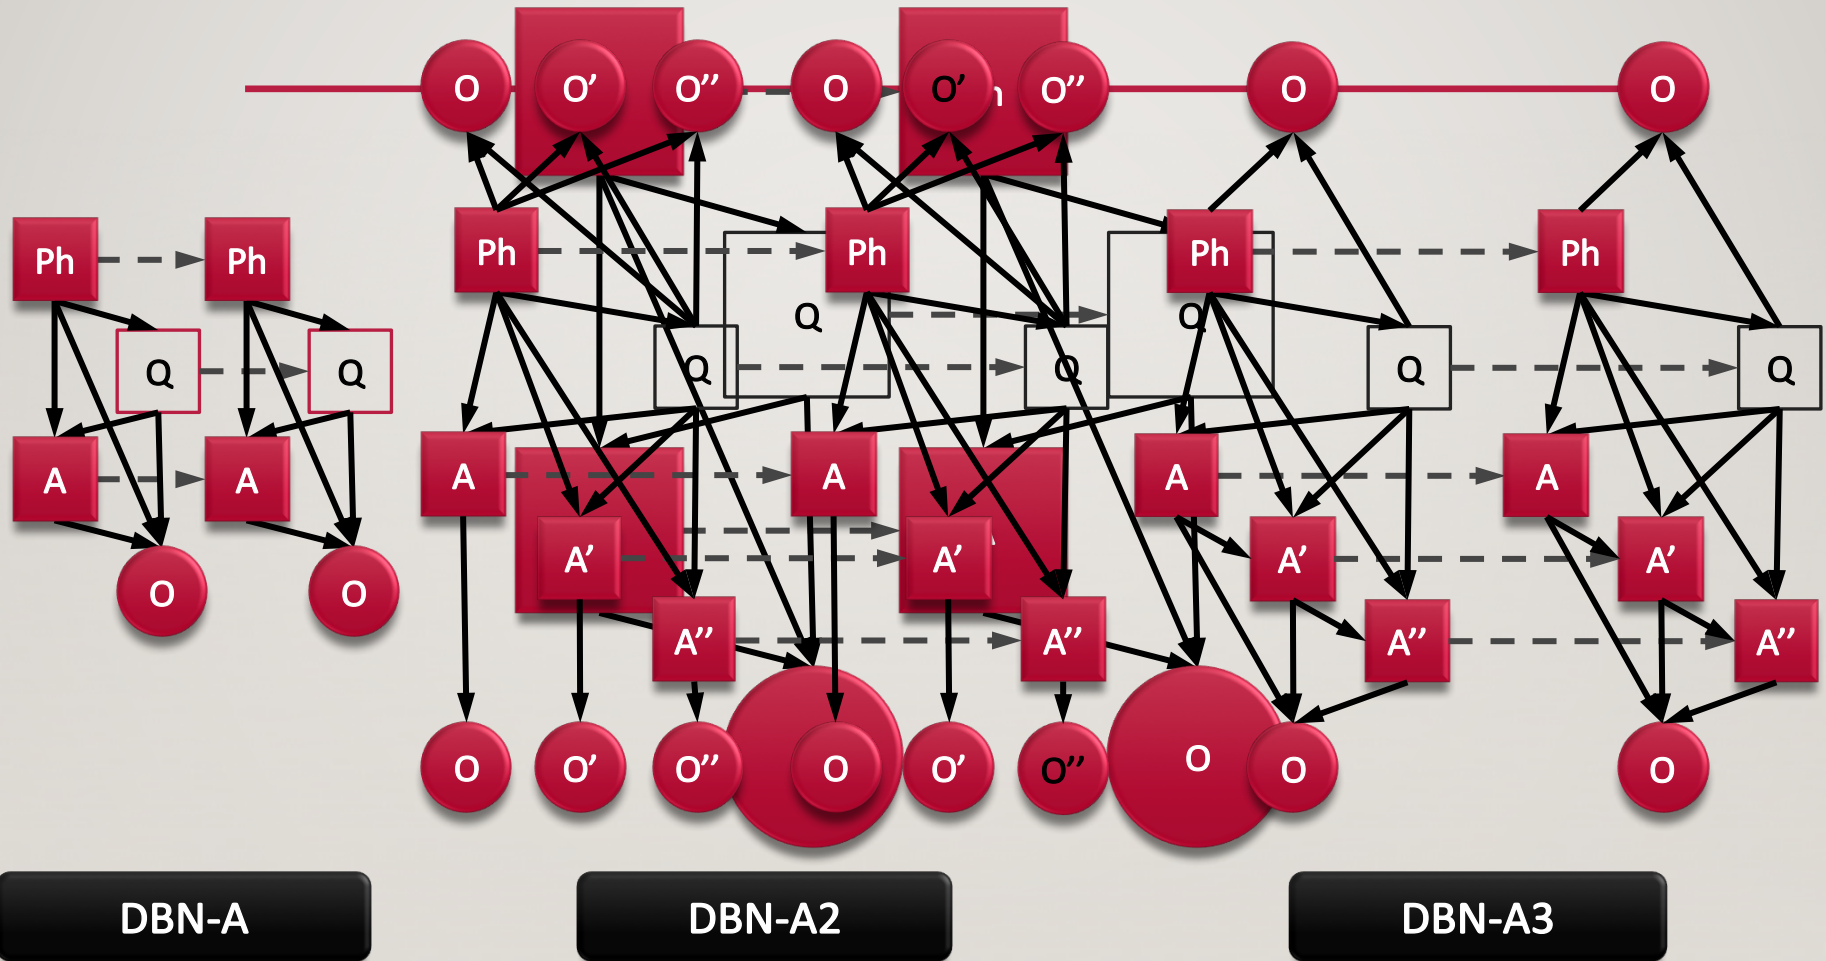 O O’ O’’ O O’ n O’’ O O
Ph Ph Ph Ph Ph Ph
Q Q
Q Q Q Q Q Q
A A A A A A
A’ A’ A’ A’
O O A’’ A’’ A’’ A’’
O O’ O’’ O O’ O’’ O O O
DBN-A DBN-A2 DBN-A3